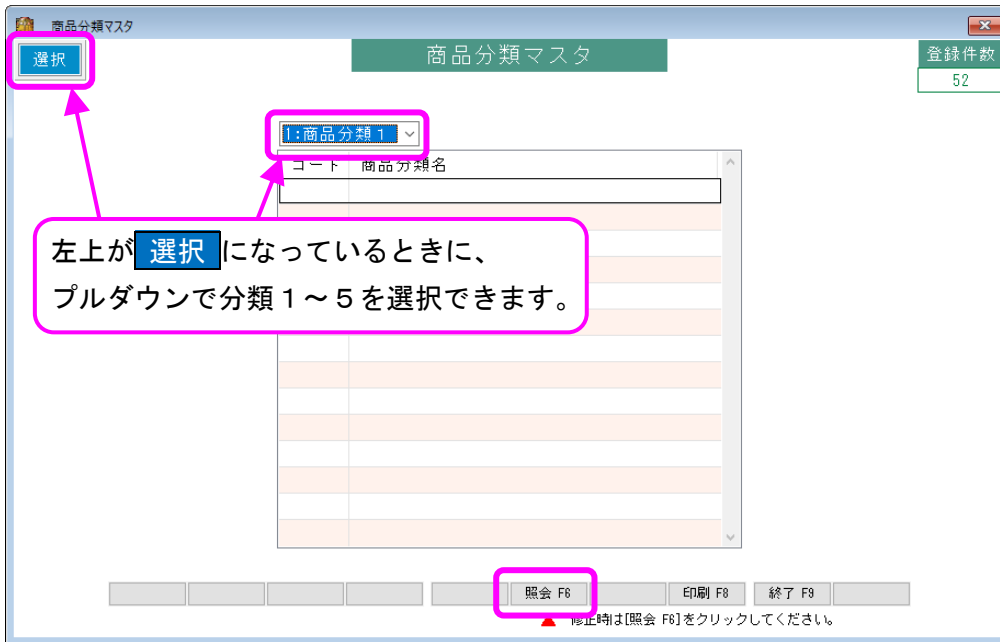 商品分類マスタ
選択
商品分類マスタ
登録件数
52
1:商品分類１
コード 商品分類名
左上が 選択 になっているときに、
プルダウンで分類１～５を選択できます。
照会 F6 印刷 F8 終了 F9
修正時は[照会 F6]をクリックしてください。